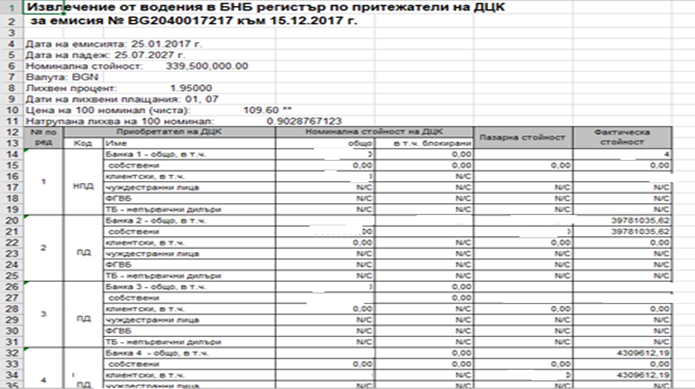 1 Извлечение от водения в БНБ регистър по притежатели на ДЦК
2 за емисия № BG2040017217 към 15.12.2017 г.
3
4 Дата на емисията: 25.01.2017 г.
5 Дата на падеж: 25.07.2027 г.
6 Номинална стойност: 339,500,000.00
7 Валута: BGN
8 Лихвен процент: 1.95000
9 Дати на лихвени плащания: 01, 07
10 Цена на 100 номинал (чиста): 109.60 **
11 Натрупана лихва на 100 номинал: 0.9028767123
12 № по ред Приобретател на ДЦК Номинална стойност на ДЦК Пазарна стойност Фактическа стойност
13 Код Име общо в т.ч. блокирани
14 1 НПД Банка 1 - общо, в т.ч. 0,00 4
15 собствени 0,00 0,00 0,00 0,00
16 клиентски, в т.ч. N/C
17 чуждестранни лица N/C N/C N/C N/C
18 ФГВБ N/C N/C N/C N/C
19 ТБ - непървични дилъри N/C N/C N/C N/C
20 2 ПД Банка 2 - общо, в т.ч. 0,00 39781035,62
21 собствени 00 0,00 39781035,62
22 клиентски, в т.ч. 0,00 N/C 0,00 0,00
23 чуждестранни лица N/C N/C N/C N/C
24 ФГВБ N/C N/C N/C N/C
25 ТБ - непървични дилъри N/C N/C N/C N/C
26 3 ПД Банка 3 - общо, в т.ч. 0,00
27 собствени 0,00
28 клиентски, в т.ч. 0,00 N/C 0,00 0,00
29 чуждестранни лица N/C N/C N/C N/C
30 ФГВБ N/C N/C N/C N/C
31 ТБ - непървични дилъри N/C N/C N/C N/C
32 4 ПД Банка 4 - общо, в т.ч. 0,00 4309612,19
33 собствени 0,00 0,00 0,00 0,00
34 клиентски, в т.ч. N/C 4309612,19
35 чуждестранни лица N/C N/C N/C N/C